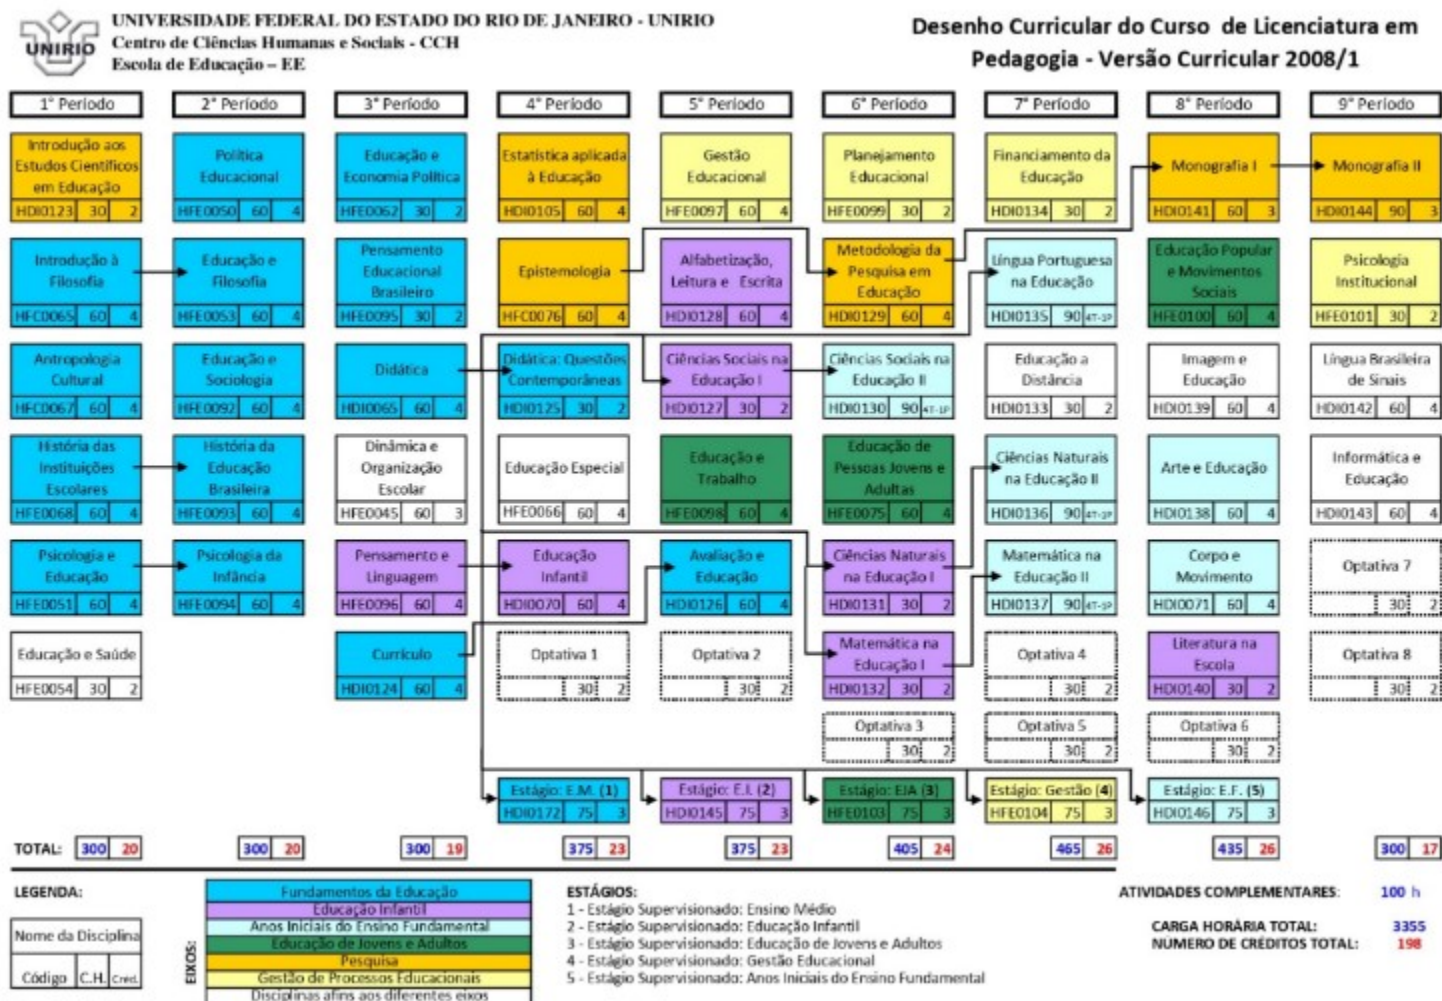 UNIRIO
UNIVERSIDADE FEDERAL DO ESTADO DO RIO DE JANEIRO - UNIRIO
Centro de Ciências Humanas e Sociais - CCH
Escola de Educação – EE
Desenho Curricular do Curso de Licenciatura em
Pedagogia - Versão Curricular 2008/1
1° Período
2° Período
3° Período
4° Período
5° Período
6° Período
7° Período
8° Período
9° Período
Introdução aos
Estudos Científicos
em Educação
HDI0123 30 2
Política
Educacional
HFE0050 60 4
Educação e
Economia Política
HFE0062 30 2
Estatística aplicada
à Educação
HDI0105 60 4
Gestão
Educacional
HFE0097 60 4
Planejamento
Educacional
HFE0099 30 2
Financiamento da
Educação
HDI0134 30 2
Monografia I
HDI0141 60 3
Monografia II
HDI0144 90 3
Introdução à
Filosofia
HFC0065 60 4
Educação e
Filosofia
HFE0053 60 4
Pensamento
Educacional
Brasileiro
HFE0095 30 2
Epistemologia
HFC0076 60 4
Alfabetização,
Leitura e Escrita
HDI0128 60 4
Metodologia da
Pesquisa em
Educação
HDI0129 60 4
Língua Portuguesa
na Educação
HDI0135 90 4T-1P
Educação Popular
e Movimentos
Sociais
HFE0100 60 4
Psicologia
Institucional
HFE0101 30 2
Antropologia
Cultural
HFC0067 60 4
Educação e
Sociologia
HFE0092 60 4
Didática
HDI0065 60 4
Didática: Questões
Contemporâneas
HDI0125 30 2
Ciências Sociais na
Educação I
HDI0127 30 2
Ciências Sociais na
Educação II
HDI0130 90 4T-1P
Educação a
Distância
HDI0133 30 2
Imagem e
Educação
HDI0139 60 4
Língua Brasileira
de Sinais
HDI0142 60 4
História das
Instituições
Escolares
HFE0068 60 4
História da
Educação
Brasileira
HFE0093 60 4
Dinâmica e
Organização
Escolar
HFE0045 60 3
Educação Especial
HFE0066 60 4
Educação e
Trabalho
HFE0098 60 4
Educação de
Pessoas Jovens e
Adultas
HFE0075 60 4
Ciências Naturais
na Educação II
HDI0136 90 4T-1P
Arte e Educação
HDI0138 60 4
Informática e
Educação
HDI0143 60 4
Psicologia e
Educação
HFE0051 60 4
Psicologia da
Infância
HFE0094 60 4
Pensamento e
Linguagem
HFE0096 60 4
Educação
Infantil
HDI0070 60 4
Avaliação e
Educação
HDI0126 60 4
Ciências Naturais
na Educação I
HDI0131 30 2
Matemática na
Educação II
HDI0137 90 4T-1P
Corpo e
Movimento
HDI0071 60 4
Optativa 7
30 2
Educação e Saúde
HFE0054 30 2
Currículo
HDI0124 60 4
Optativa 1
30 2
Optativa 2
30 2
Matemática na
Educação I
HDI0132 30 2
Optativa 4
30 2
Literatura na
Escola
HDI0140 30 2
Optativa 8
30 2
Optativa 3
30 2
Optativa 5
30 2
Optativa 6
30 2
Estágio: E.M. (1)
HDI0172 75 3
Estágio: E.I. (2)
HDI0145 75 3
Estágio: EJA (3)
HFE0103 75 3
Estágio: Gestão (4)
HFE0104 75 3
Estágio: E.F. (5)
HDI0146 75 3
TOTAL: 300 20 300 20 300 19 375 23 375 23 405 24 465 26 435 26 300 17
LEGENDA:
Nome da Disciplina
Código C.H. Créd.
EIXOS:
Fundamentos da Educação
Educação Infantil
Anos Iniciais do Ensino Fundamental
Educação de Jovens e Adultos
Pesquisa
Gestão de Processos Educacionais
Disciplinas afins aos diferentes eixos
ESTÁGIOS:
1 - Estágio Supervisionado: Ensino Médio
2 - Estágio Supervisionado: Educação Infantil
3 - Estágio Supervisionado: Educação de Jovens e Adultos
4 - Estágio Supervisionado: Gestão Educacional
5 - Estágio Supervisionado: Anos Iniciais do Ensino Fundamental
ATIVIDADES COMPLEMENTARES: 100 h
CARGA HORÁRIA TOTAL: 3355
NÚMERO DE CRÉDITOS TOTAL: 198